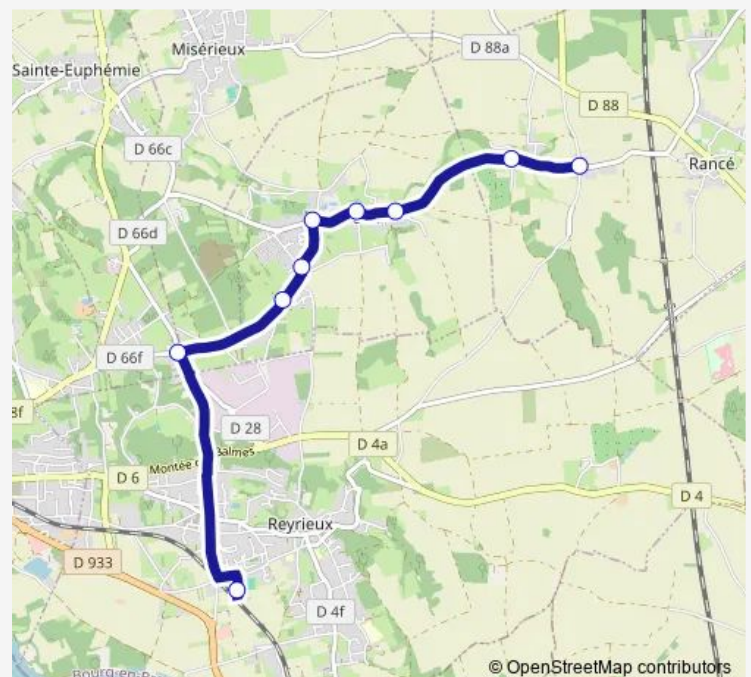 Misérieux
D 88a
Sainte-Euphémie
D 88
D 66c
Rancé
D 66d
D 66f
8f
D 28
D 4a
Montée des Balmes
D 6
D 4
Reyrieux
D 933
D 4f
© OpenStreetMap contributors